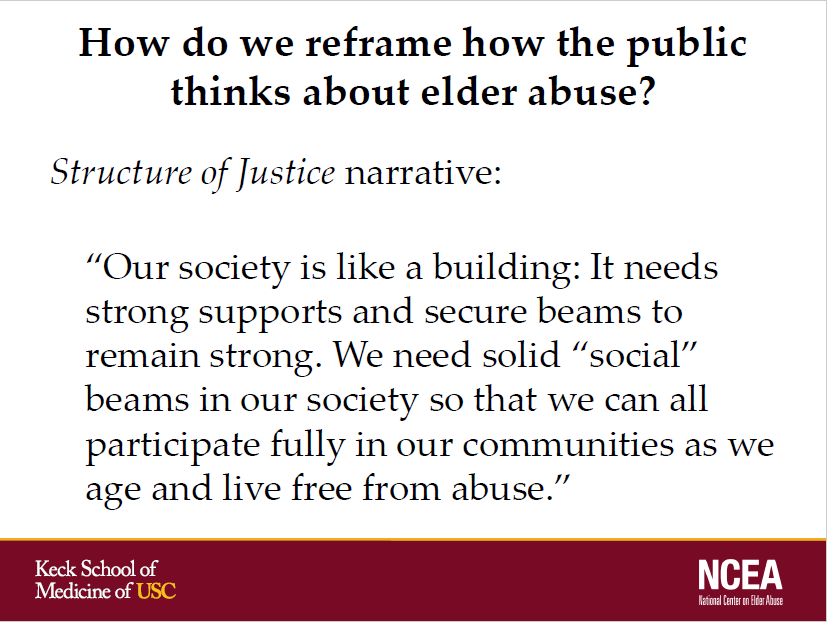 How do we reframe how the public
thinks about elder abuse?
Structure of Justice narrative:
“Our society is like a building: It needs
strong supports and secure beams to
remain strong. We need solid “social”
beams in our society so that we can all
participate fully in our communities as we
age and live free from abuse.”
Keck School of
Medicine of USC
NCEA
National Center on Elder Abuse